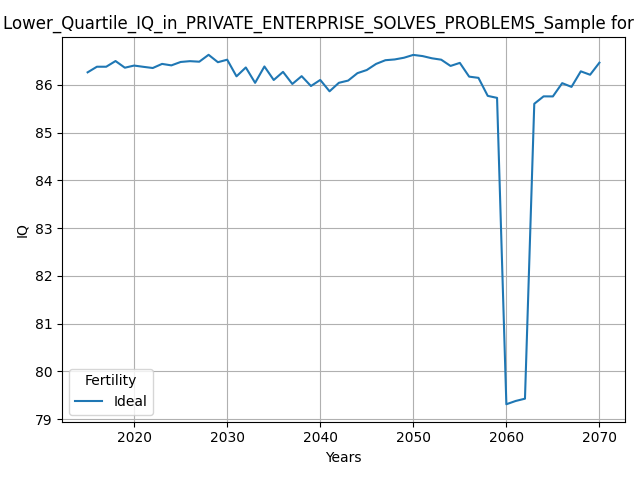 Lower_Quartile_IQ_in_PRIVATE_ENTERPRISE_SOLVES_PROBLEMS_Sample for
IQ
86
85
84
83
82
81
80
79
Fertility
Ideal
2020 2030 2040 2050 2060 2070
Years